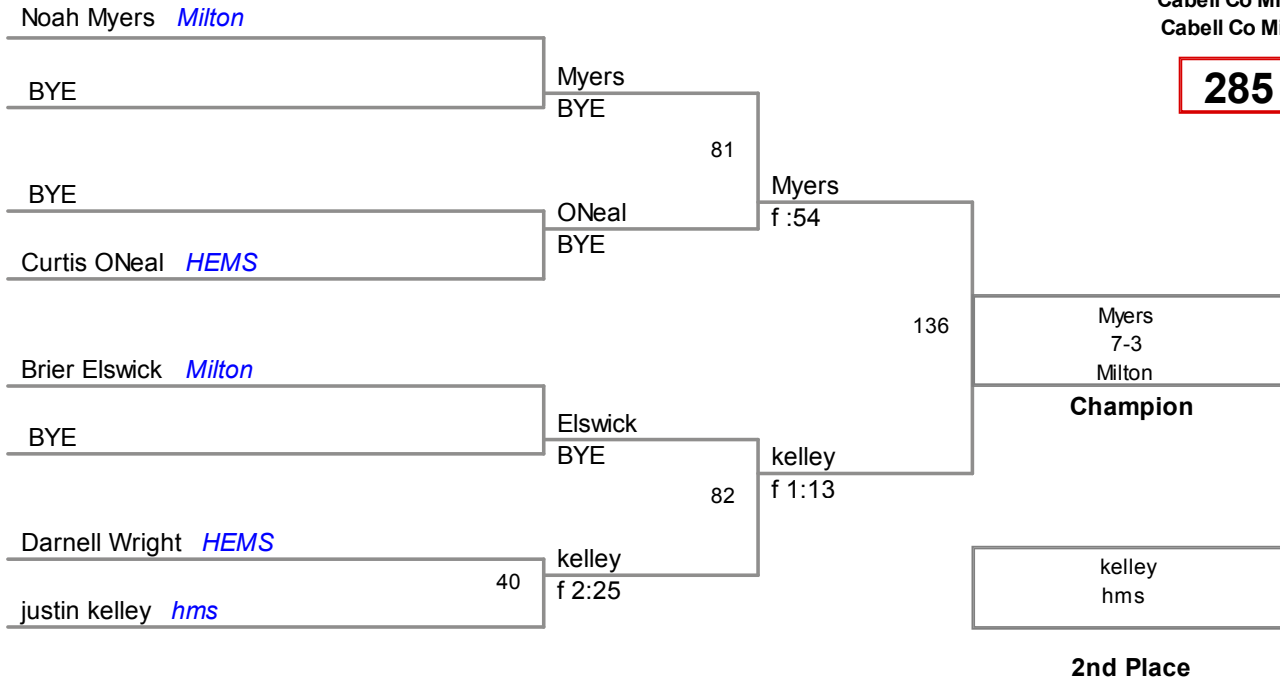 Cabell Co Mi
Noah Myers Milton
Cabell Co Mi
285
BYE
Myers
BYE
81
BYE
Myers
f :54
ONeal
BYE
Curtis ONeal HEMS
136
Myers
7-3
Milton
Champion
Brier Elswick Milton
BYE
Elswick
BYE
82
kelley
f 1:13
Darnell Wright HEMS
40
kelley
f 2:25
justin kelley hms
kelley
hms
2nd Place